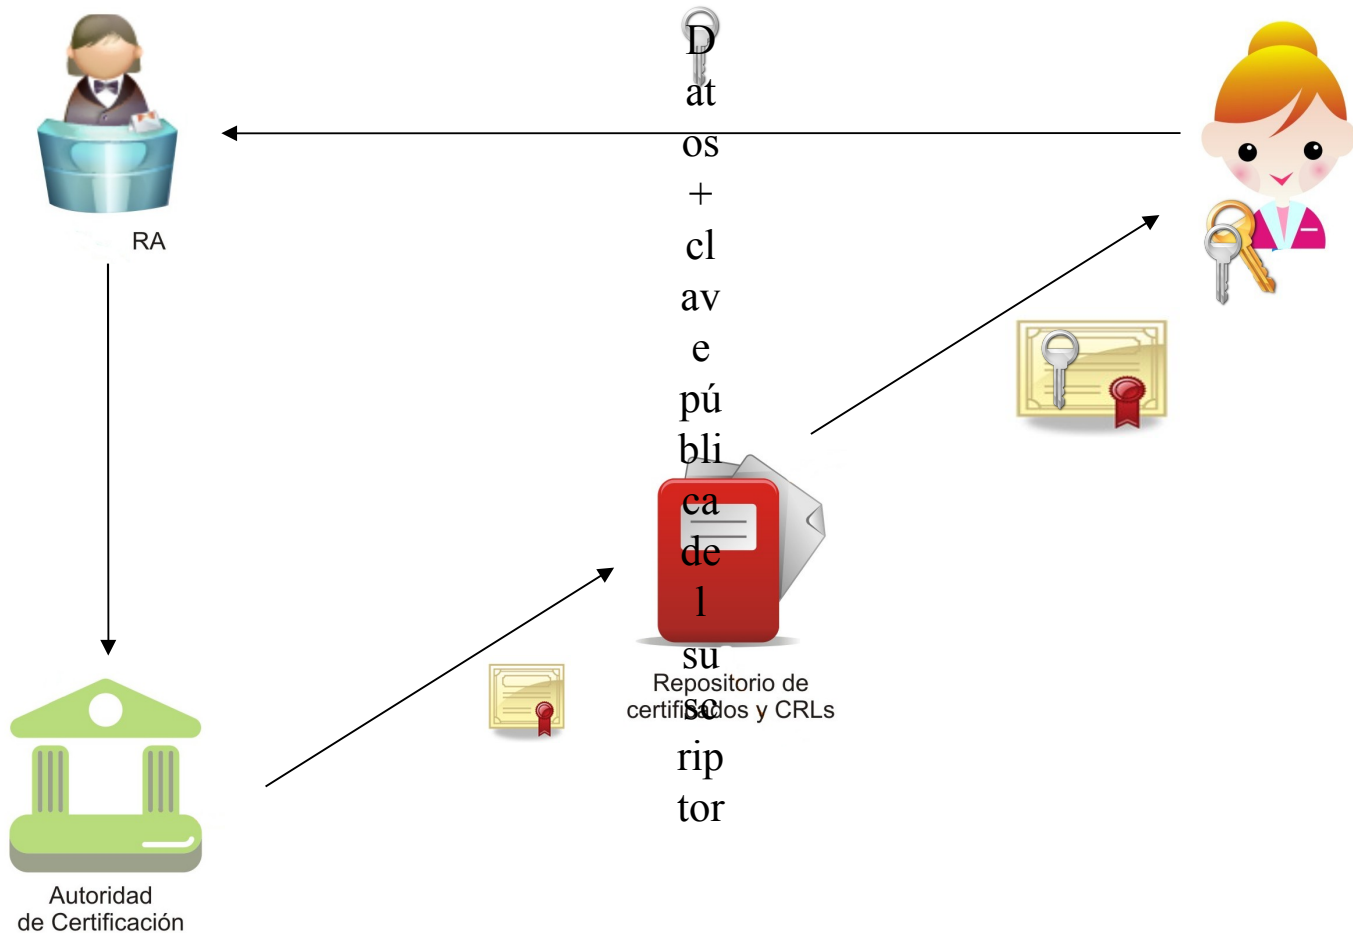 D
at
os
+
cl
av
e
pú
bli
ca
de
l
su
sc
rip
tor
RA
Repositorio de
certificados y CRLs
Autoridad
de Certificación